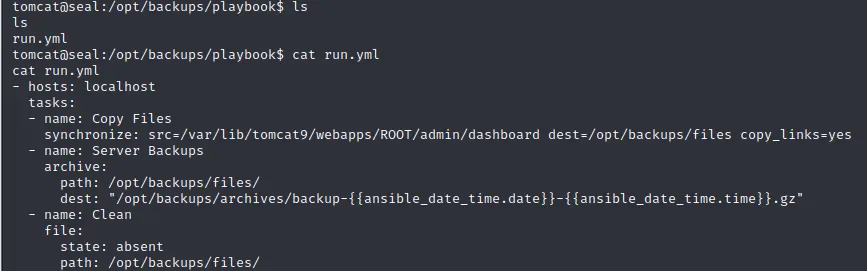 tomcat@seal:/opt/backups/playbook$ ls
ls
run.yml
tomcat@seal:/opt/backups/playbook$ cat run.yml
cat run.yml
- hosts: localhost
  tasks:
  - name: Copy Files
    synchronize: src=/var/lib/tomcat9/webapps/ROOT/admin/dashboard dest=/opt/backups/files copy_links=yes
  - name: Server Backups
    archive:
      path: /opt/backups/files/
      dest: "/opt/backups/archives/backup-{{ansible_date_time.date}}-{{ansible_date_time.time}}.gz"
  - name: Clean
    file:
      state: absent
      path: /opt/backups/files/